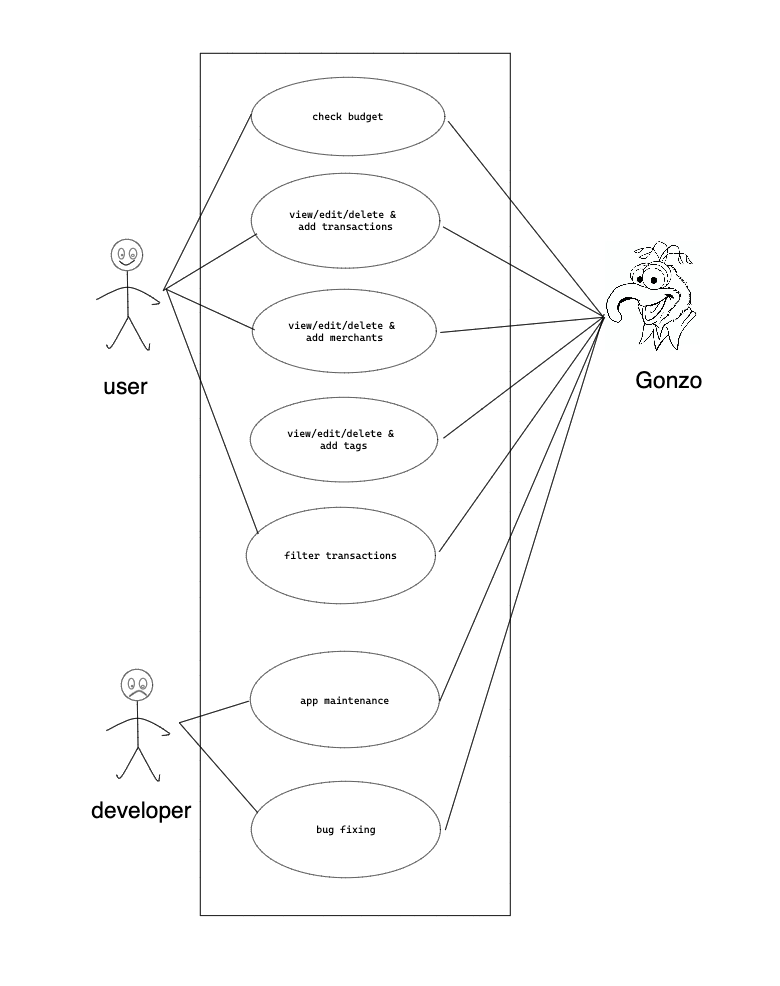 check budget
view/edit/delete &
add transactions
view/edit/delete &
add merchants
user
Gonzo
view/edit/delete &
add tags
filter transactions
app maintenance
developer
bug fixing